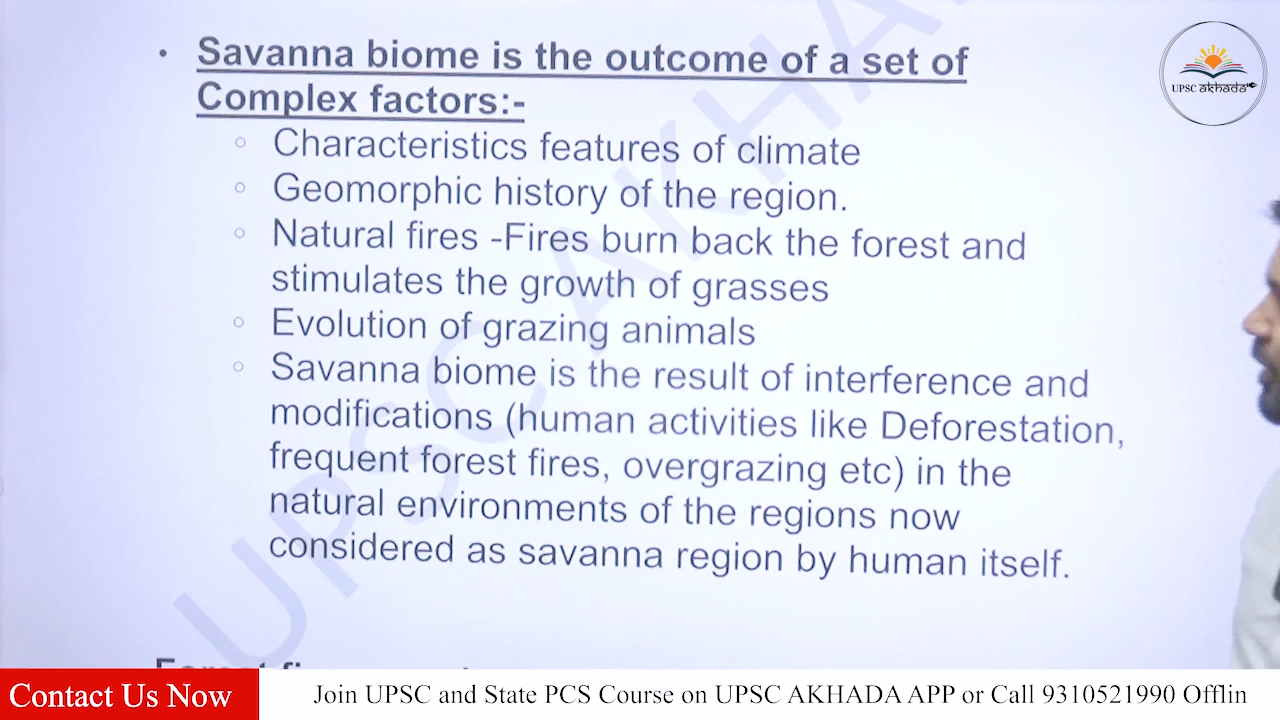 • Savanna biome is the outcome of a set of
Complex factors:-
○ Characteristics features of climate
○ Geomorphic history of the region.
○ Natural fires -Fires burn back the forest and
stimulates the growth of grasses
○ Evolution of grazing animals
○ Savanna biome is the result of interference and
modifications (human activities like Deforestation,
frequent forest fires, overgrazing etc) in the
natural environments of the regions now
considered as savanna region by human itself.
UPSC AKHA
UPSC akhada
Contact Us Now
Join UPSC and State PCS Course on UPSC AKHADA APP or Call 9310521990 Offlin